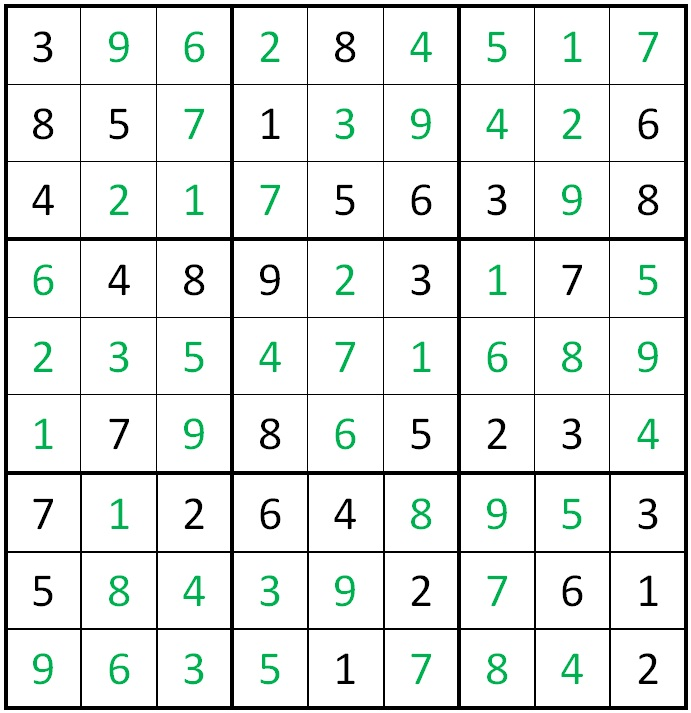 3 9 6 2 8 4 5 1 7
8 5 7 1 3 9 4 2 6
4 2 1 7 5 6 3 9 8
6 4 8 9 2 3 1 7 5
2 3 5 4 7 1 6 8 9
1 7 9 8 6 5 2 3 4
7 1 2 6 4 8 9 5 3
5 8 4 3 9 2 7 6 1
9 6 3 5 1 7 8 4 2